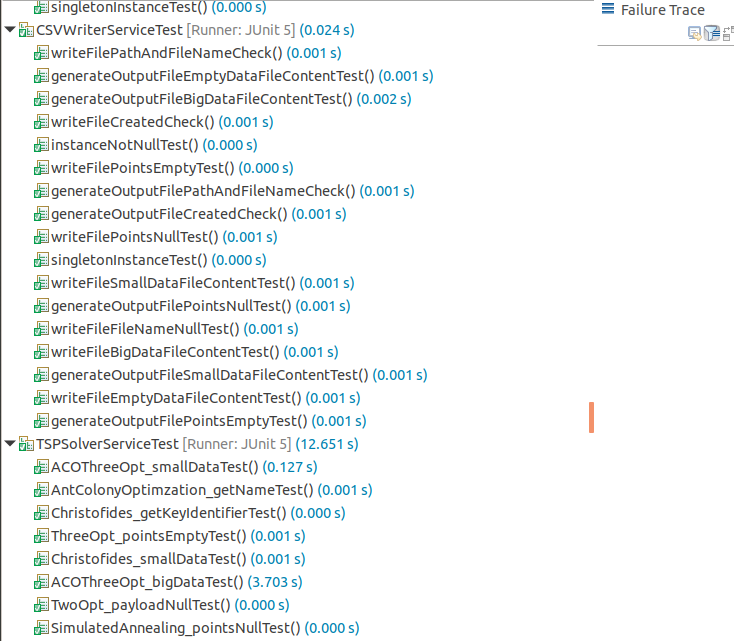 singletonInstanceTest() (0.000 s)
Failure Trace
CSVWriterServiceTest [Runner: JUnit 5] (0.024 s)
writeFilePathAndFileNameCheck() (0.001 s)
generateOutputFileEmptyDataFileContentTest() (0.001 s)
generateOutputFileBigDataFileContentTest() (0.002 s)
writeFileCreatedCheck() (0.001 s)
instanceNotNullTest() (0.000 s)
writeFilePointsEmptyTest() (0.000 s)
generateOutputFilePathAndFileNameCheck() (0.001 s)
generateOutputFileCreatedCheck() (0.001 s)
writeFilePointsNullTest() (0.001 s)
singletonInstanceTest() (0.000 s)
writeFileSmallDataFileContentTest() (0.001 s)
generateOutputFilePointsNullTest() (0.001 s)
writeFileFileNameNullTest() (0.001 s)
writeFileBigDataFileContentTest() (0.001 s)
generateOutputFileSmallDataFileContentTest() (0.001 s)
writeFileEmptyDataFileContentTest() (0.001 s)
generateOutputFilePointsEmptyTest() (0.001 s)
TSPSolverServiceTest [Runner: JUnit 5] (12.651 s)
ACOThreeOpt_smallDataTest() (0.127 s)
AntColonyOptimzation_getNameTest() (0.001 s)
Christofides_getKeyIdentifierTest() (0.000 s)
ThreeOpt_pointsEmptyTest() (0.001 s)
Christofides_smallDataTest() (0.001 s)
ACOThreeOpt_bigDataTest() (3.703 s)
TwoOpt_payloadNullTest() (0.000 s)
SimulatedAnnealing_pointsNullTest() (0.000 s)